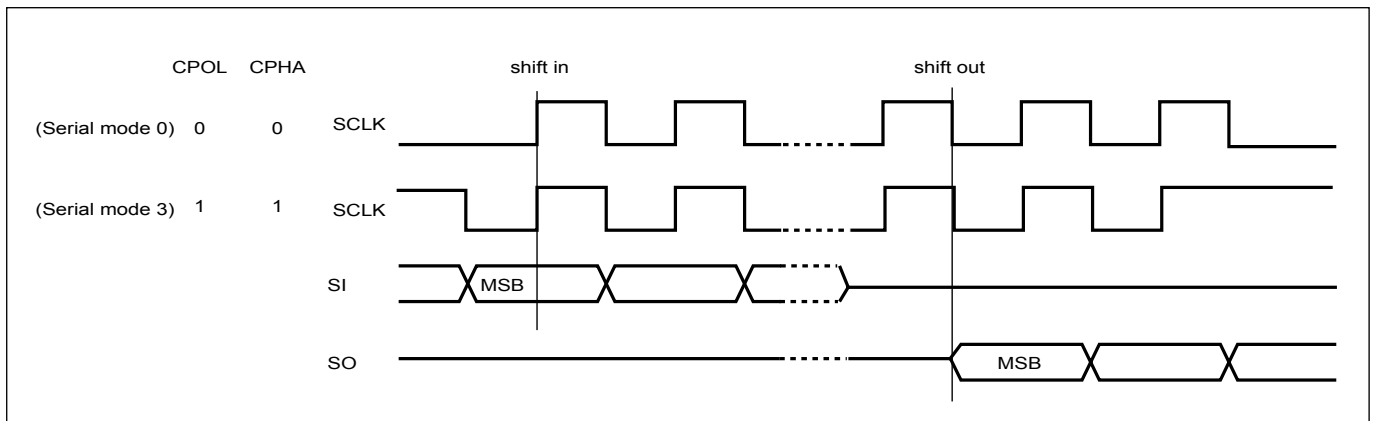 CPOL CPHA shift in shift out
(Serial mode 0) 0 0 SCLK
(Serial mode 3) 1 1 SCLK
SI MSB
SO MSB